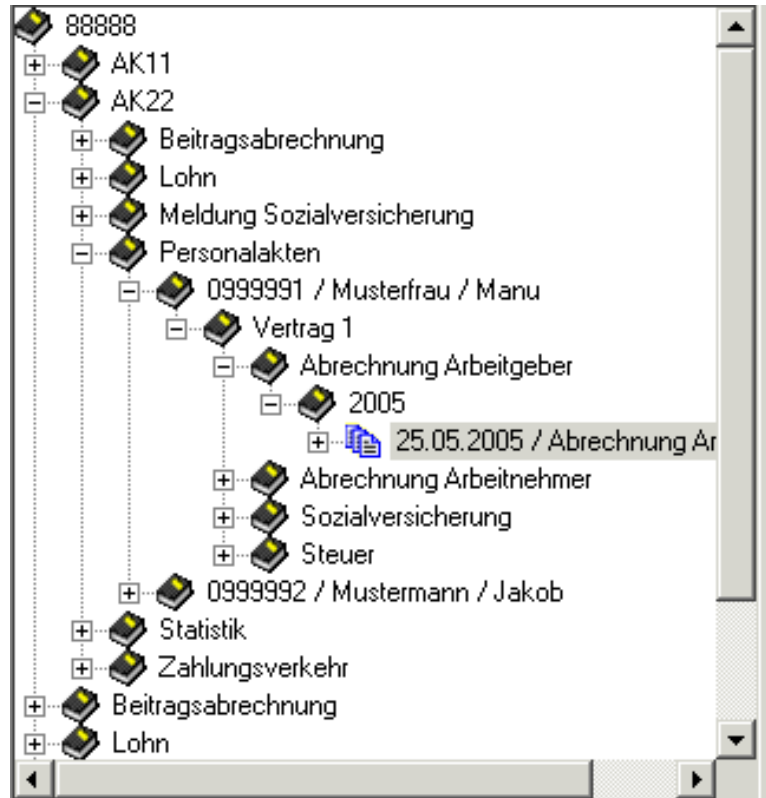 88888
AK11
AK22
Beitragsabrechnung
Lohn
Meldung Sozialversicherung
Personalakten
0999991 / Musterfrau / Manu
Vertrag 1
Abrechnung Arbeitgeber
2005
25.05.2005 / Abrechnung Ar
Abrechnung Arbeitnehmer
Sozialversicherung
Steuer
0999992 / Mustermann / Jakob
Statistik
Zahlungsverkehr
Beitragsabrechnung
Lohn